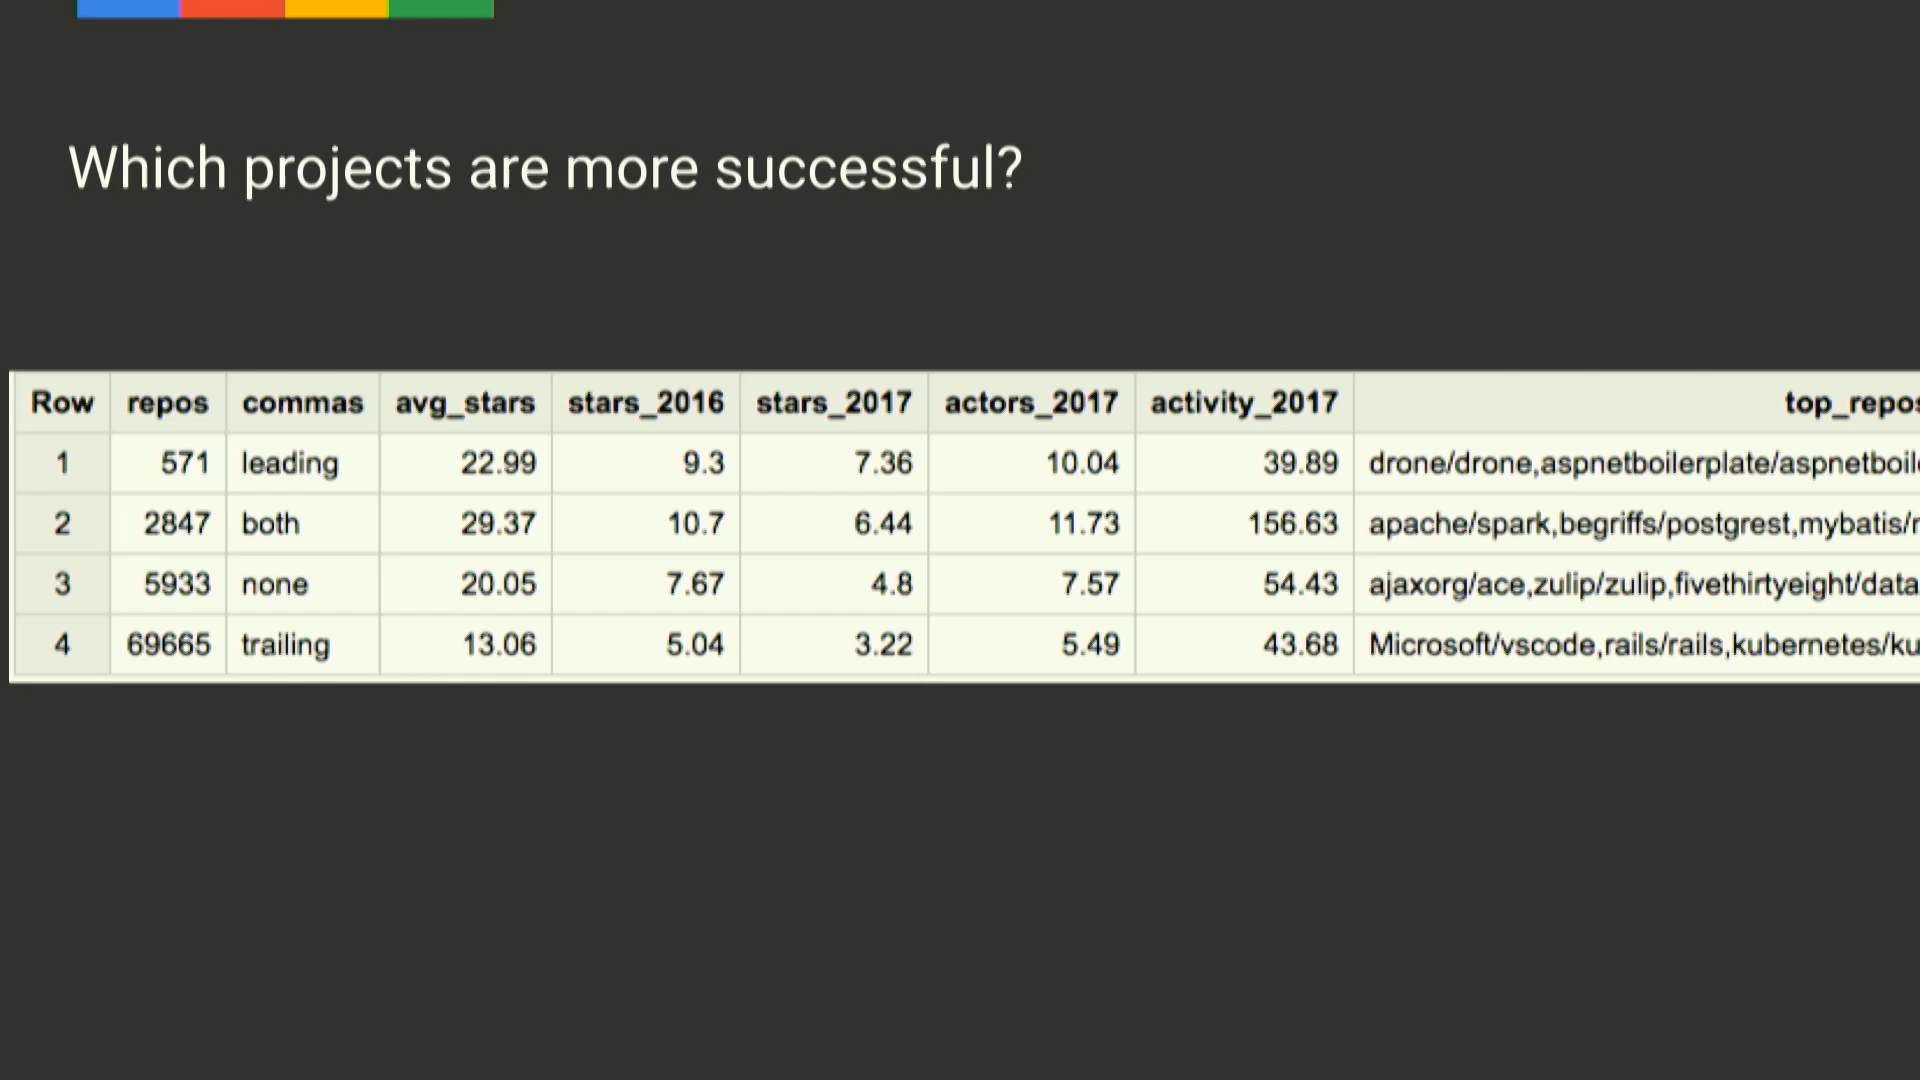 Which projects are more successful?
Row repos commas avg_stars stars_2016 stars_2017 actors_2017 activity_2017 top_repos
1 571 leading 22.99 9.3 7.36 10.04 39.89 drone/drone,aspnetboilerplate/aspnetboil
2 2847 both 29.37 10.7 6.44 11.73 156.63 apache/spark,begriffs/postgrest,mybatis/
3 5933 none 20.05 7.67 4.8 7.57 54.43 ajaxorg/ace,zulip/zulip,fivethirtyeight/data
4 69665 trailing 13.06 5.04 3.22 5.49 43.68 Microsoft/vscode,rails/rails,kubernetes/ku